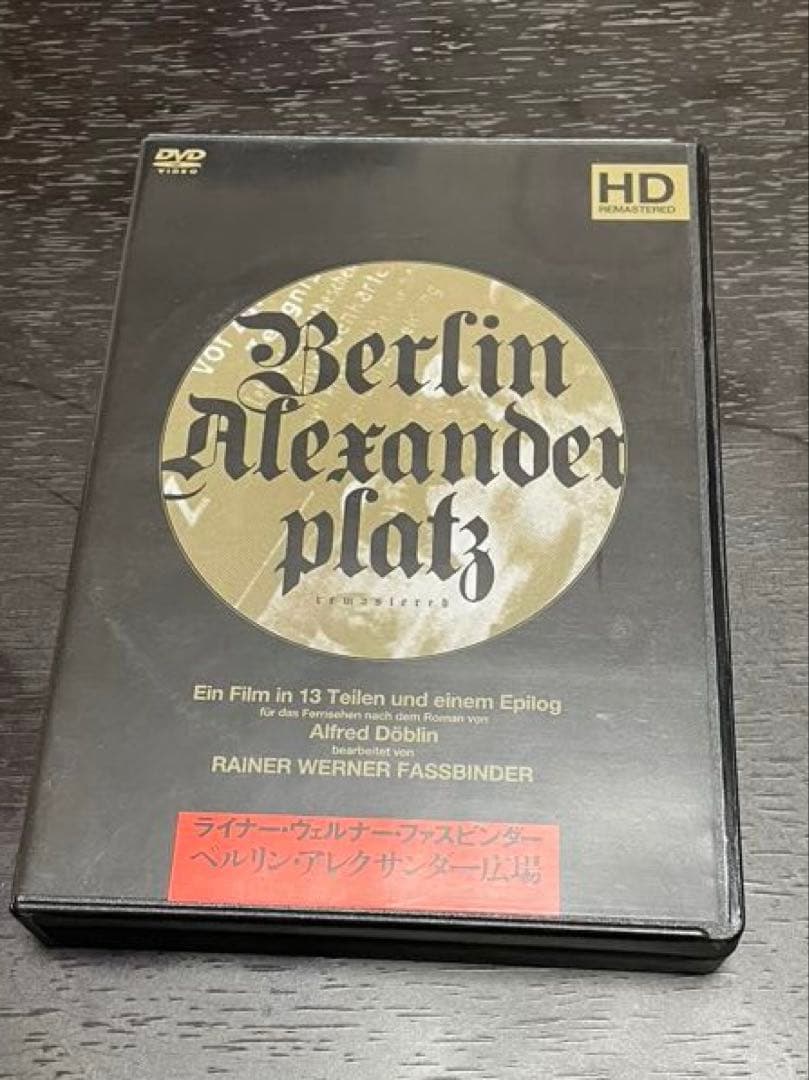 DVD
VIDEO
HD
REMASTERED
Berlin
Alexander
platz
remastered
Ein Film in 13 Teilen und einem Epilog
für das Fernsehen nach dem Roman von
Alfred Döblin
bearbeitet von
RAINER WERNER FASSBINDER
ライナー・ヴェルナー・ファスビンダー
ベルリン・アレクサンダー広場